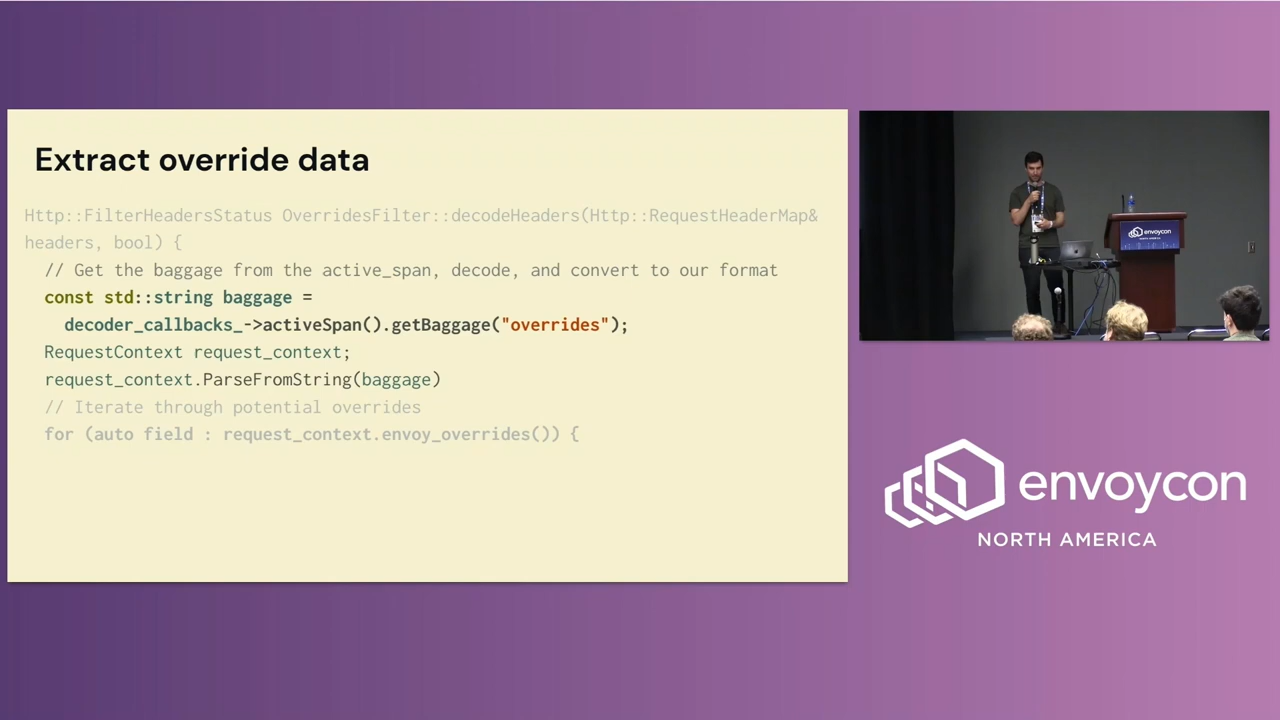 Extract override data
Http::FilterHeadersStatus OverridesFilter::decodeHeaders(Http::RequestHeaderMap&
headers, bool) {
// Get the baggage from the active_span, decode, and convert to our format
const std::string baggage =
decoder_callbacks_->activeSpan().getBaggage("overrides");
RequestContext request_context;
request_context.ParseFromString(baggage)
// Iterate through potential overrides
for (auto field : request_context.envoy_overrides()) {
envoycon
envoycon
NORTH AMERICA